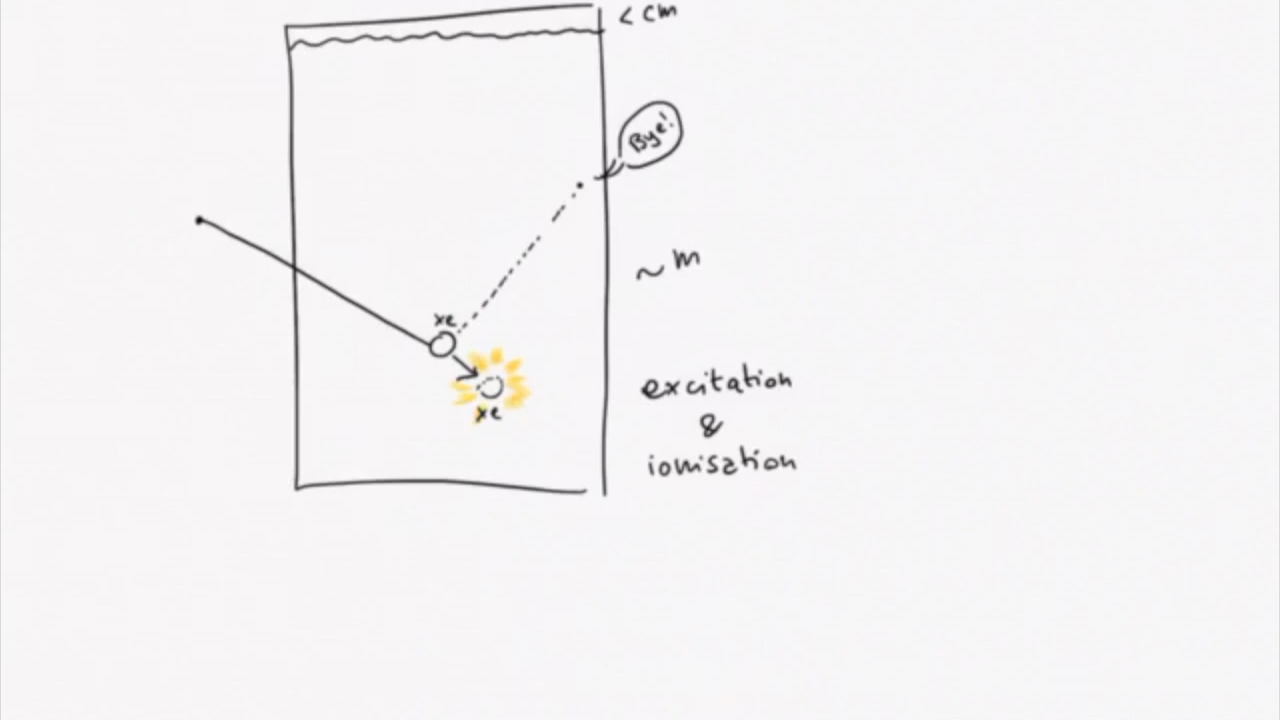 < cm
Bye!
~ m
xe
xe
excitation
&
ionisation